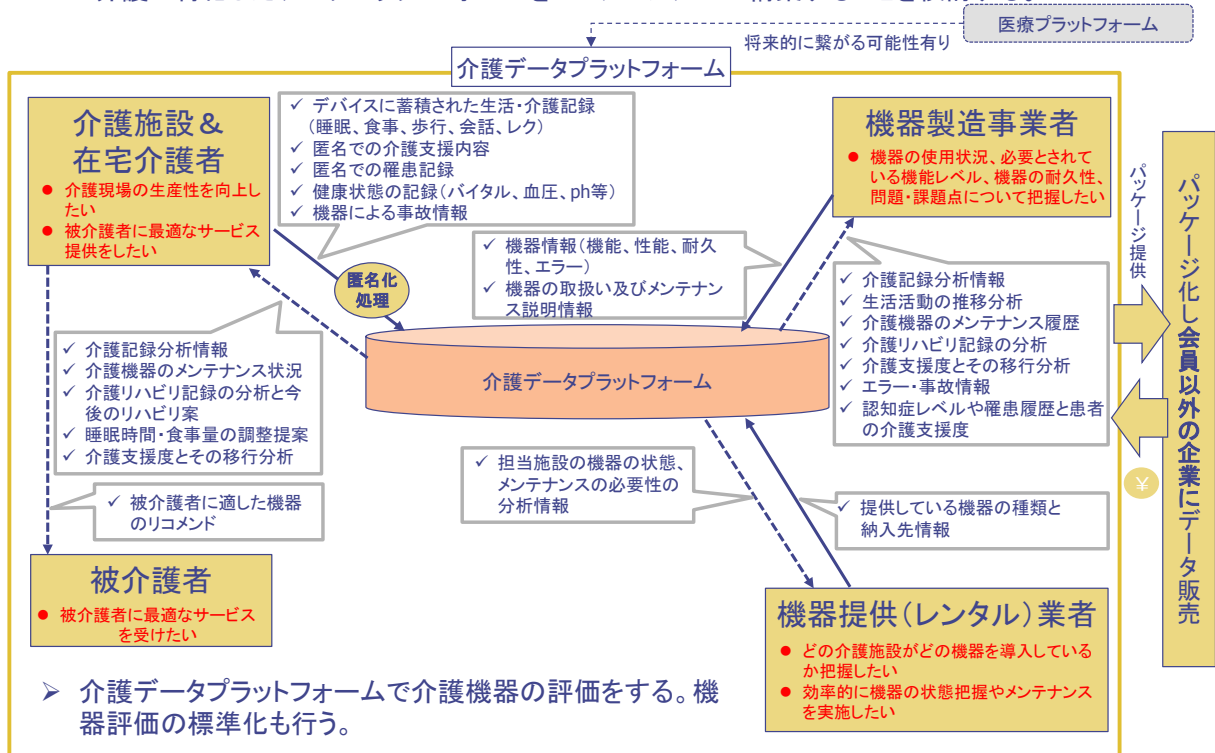 医療プラットフォーム
将来的に繋がる可能性有り
介護データプラットフォーム
介護施設&
在宅介護者
● 介護現場の生産性を向上し
たい
● 被介護者に最適なサービス
提供をしたい
✓ デバイスに蓄積された生活・介護記録
(睡眠、食事、歩行、会話、レク)
✓ 匿名での介護支援内容
✓ 匿名での罹患記録
✓ 健康状態の記録(バイタル、血圧、ph等)
✓ 機器による事故情報
機器製造事業者
● 機器の使用状況、必要とされて
いる機能レベル、機器の耐久性、
問題・課題点について把握したい
匿名化
処理
✓ 機器情報(機能、性能、耐久
性、エラー)
✓ 機器の取扱い及びメンテナン
ス説明情報
✓ 介護記録分析情報
✓ 生活活動の推移分析
✓ 介護機器のメンテナンス履歴
✓ 介護リハビリ記録の分析
✓ 介護支援度とその移行分析
✓ エラー・事故情報
✓ 認知症レベルや罹患履歴と患者
の介護支援度
パッケージ提供
¥
パッケージ化し会員以外の企業にデータ販売
✓ 介護記録分析情報
✓ 介護機器のメンテナンス状況
✓ 介護リハビリ記録の分析と今
後のリハビリ案
✓ 睡眠時間・食事量の調整提案
✓ 介護支援度とその移行分析
介護データプラットフォーム
✓ 被介護者に適した機器
のリコメンド
✓ 担当施設の機器の状態、
メンテナンスの必要性の
分析情報
✓ 提供している機器の種類と
納入先情報
被介護者
● 被介護者に最適なサービス
を受けたい
機器提供(レンタル)業者
● どの介護施設がどの機器を導入している
か把握したい
● 効率的に機器の状態把握やメンテナンス
を実施したい
➢ 介護データプラットフォームで介護機器の評価をする。機
器評価の標準化も行う。